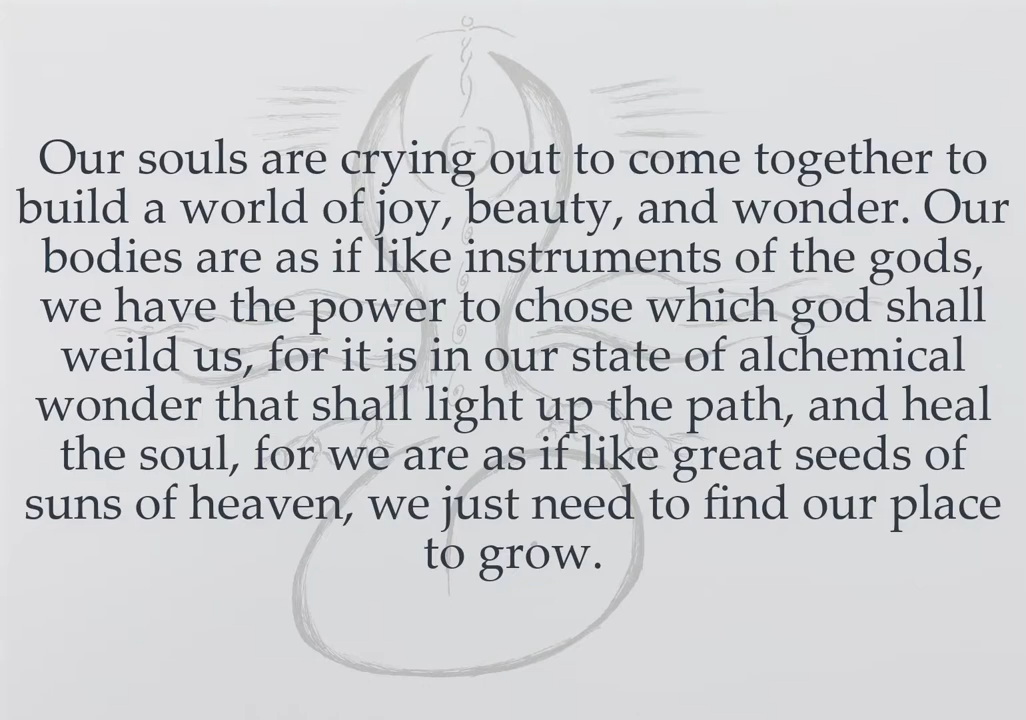 Our souls are crying out to come together to
build a world of joy, beauty, and wonder. Our
bodies are as if like instruments of the gods,
we have the power to chose which god shall
weild us, for it is in our state of alchemical
wonder that shall light up the path, and heal
the soul, for we are as if like great seeds of
suns of heaven, we just need to find our place
to grow.